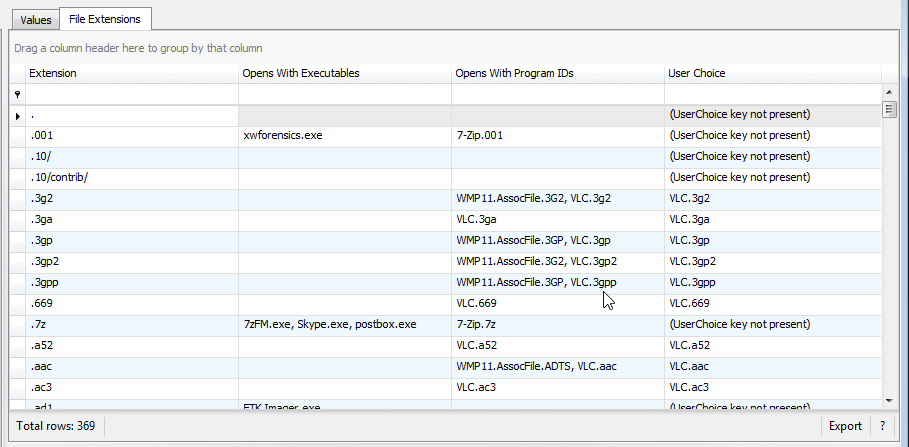 Values File Extensions
Drag a column header here to group by that column
Extension Opens With Executables Opens With Program IDs User Choice
. (UserChoice key not present)
.001 xwforensics.exe 7-Zip.001 (UserChoice key not present)
.10/ (UserChoice key not present)
.10/contrib/ (UserChoice key not present)
.3g2 WMP11.AssocFile.3G2, VLC.3g2 VLC.3g2
.3ga VLC.3ga VLC.3ga
.3gp WMP11.AssocFile.3GP, VLC.3gp VLC.3gp
.3gp2 WMP11.AssocFile.3G2, VLC.3gp2 VLC.3gp2
.3gpp WMP11.AssocFile.3GP, VLC.3gpp VLC.3gpp
.669 VLC.669 VLC.669
.7z 7zFM.exe, Skype.exe, postbox.exe 7-Zip.7z (UserChoice key not present)
.a52 VLC.a52 VLC.a52
.aac WMP11.AssocFile.ADTS, VLC.aac VLC.aac
.ac3 VLC.ac3 VLC.ac3
.ad1 FTK Imager.exe (UserChoice key not present)
Total rows: 369 Export ?